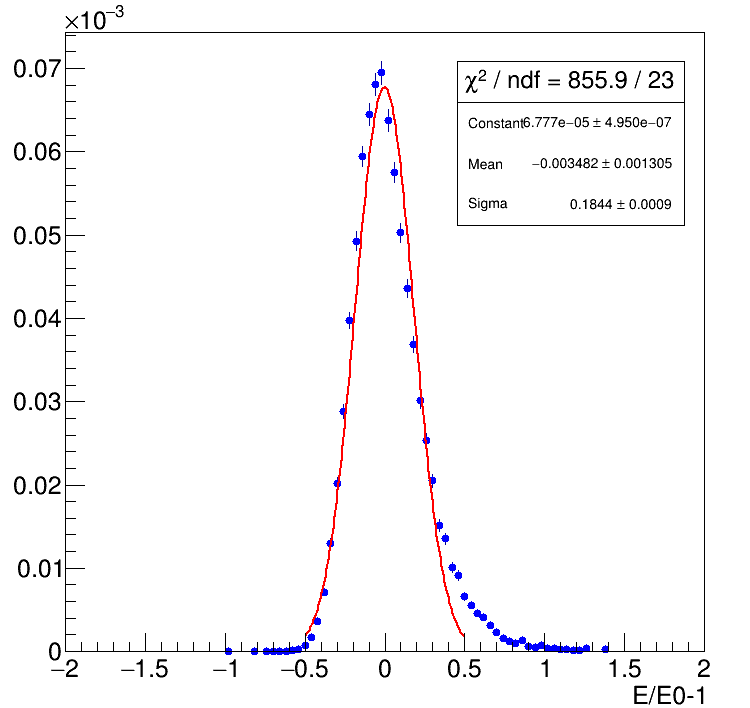 ×10⁻³
0.07
0.06
0.05
0.04
0.03
0.02
0.01
0
χ² / ndf = 855.9 / 23
Constant 6.777e−05 ± 4.950e−07
Mean −0.003482 ± 0.001305
Sigma 0.1844 ± 0.0009
−2 −1.5 −1 −0.5 0 0.5 1 1.5 2
E/E0-1